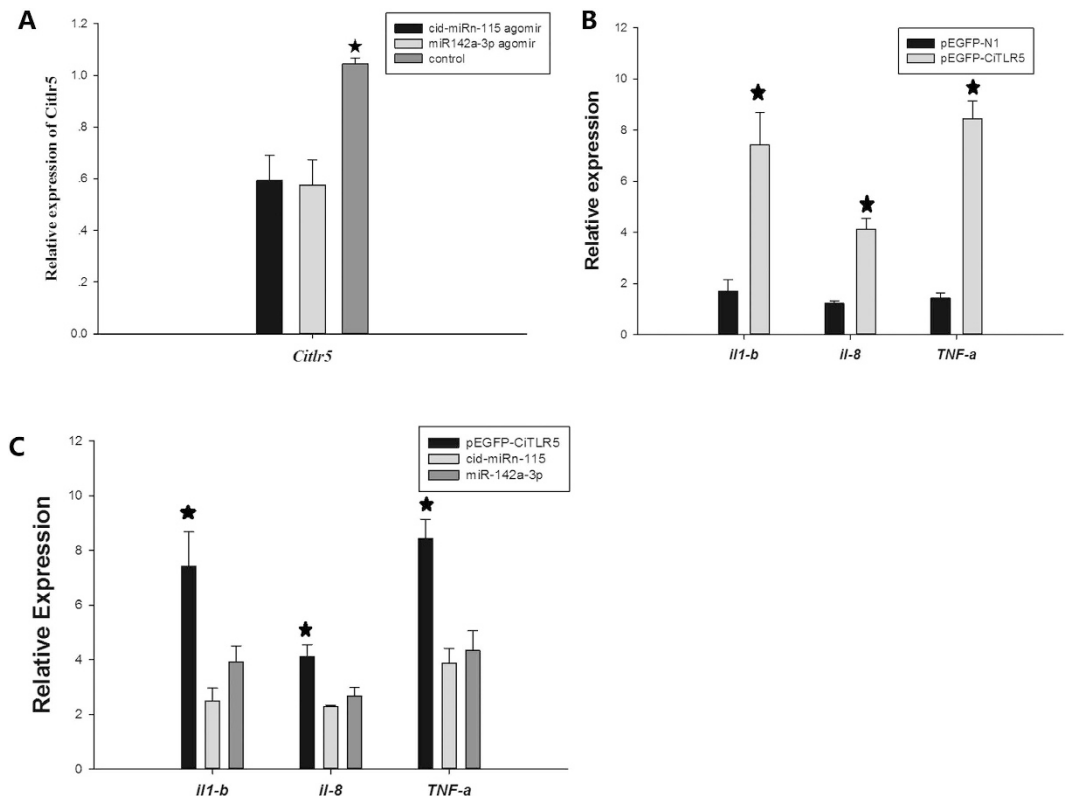 A
cid-miRn-115 agomir
miR142a-3p agomir
control
Relative expression of Citlr5
1.2
1.0
.8
.6
.4
.2
0.0
Citlr5
B
pEGFP-N1
pEGFP-CiTLR5
Relative expression
12
10
8
6
4
2
0
il1-b
il-8
TNF-a
C
pEGFP-CiTLR5
cid-miRn-115
miR-142a-3p
Relative Expression
12
10
8
6
4
2
0
il1-b
il-8
TNF-a